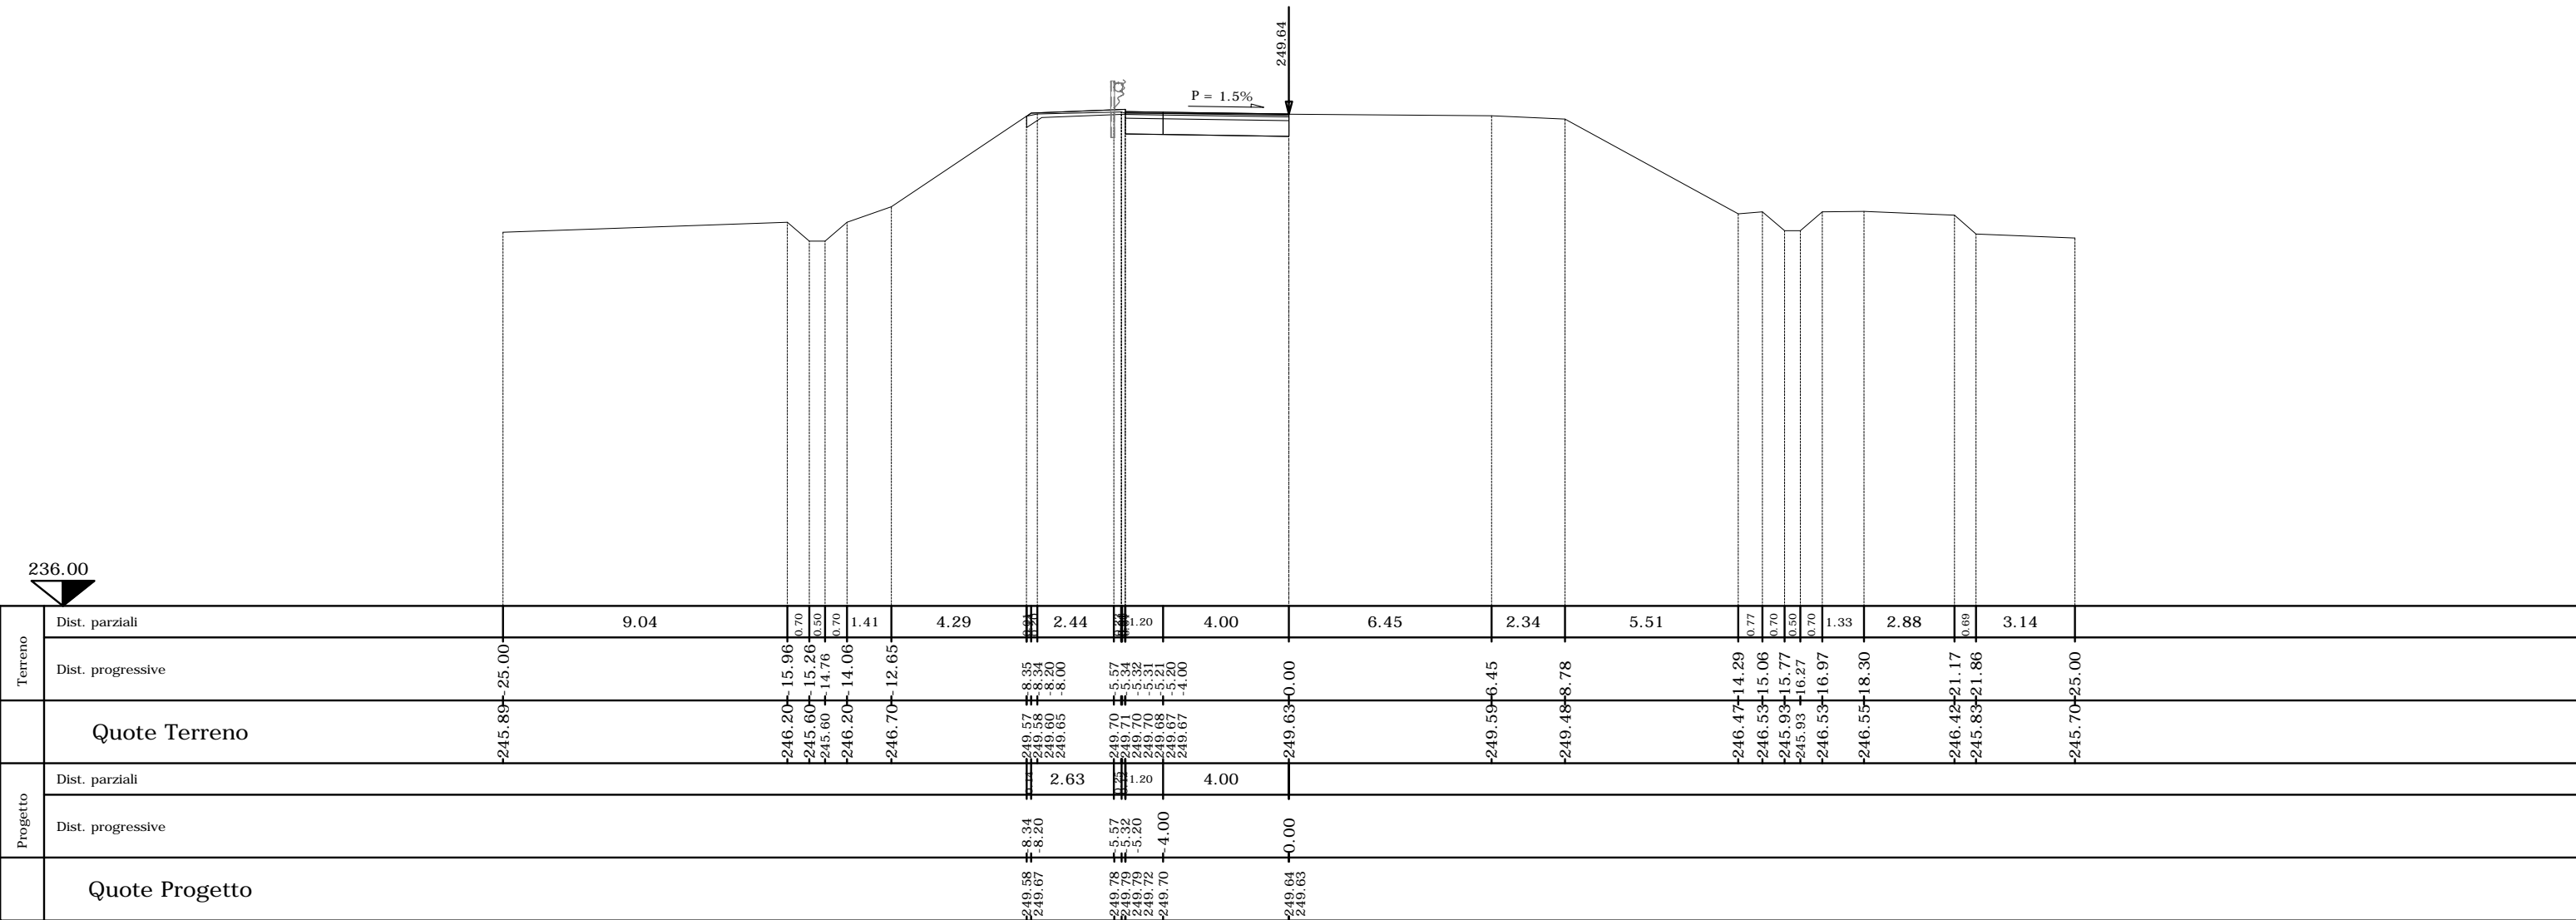 249.64
P = 1.5%
236.00
Terreno
Dist. parziali
9.04 0.70 0.50 0.70 1.41 4.29 2.44 1.20 4.00 6.45 2.34 5.51 0.77 0.70 0.50 0.70 1.33 2.88 0.69 3.14
Dist. progressive
-25.00 -15.96 -15.26 -14.76 -14.06 -12.65 -8.35 -8.34 -8.20 -8.00 -5.57 -5.34 -5.32 -5.31 -5.21 -5.20 -4.00 0.00 6.45 8.78 14.29 15.06 15.77 16.27 16.97 18.30 21.17 21.86 25.00
Quote Terreno
245.89 246.20 245.60 245.60 246.20 246.70 249.57 249.58 249.60 249.65 249.70 249.71 249.70 249.70 249.68 249.67 249.67 249.63 249.59 249.48 246.47 246.53 245.93 245.93 246.53 246.55 246.42 245.83 245.70
Progetto
Dist. parziali
2.63 1.20 4.00
Dist. progressive
-8.34 -8.20 -5.57 -5.32 -5.20 -4.00 0.00
Quote Progetto
249.58 249.67 249.78 249.79 249.79 249.72 249.70 249.64 249.63